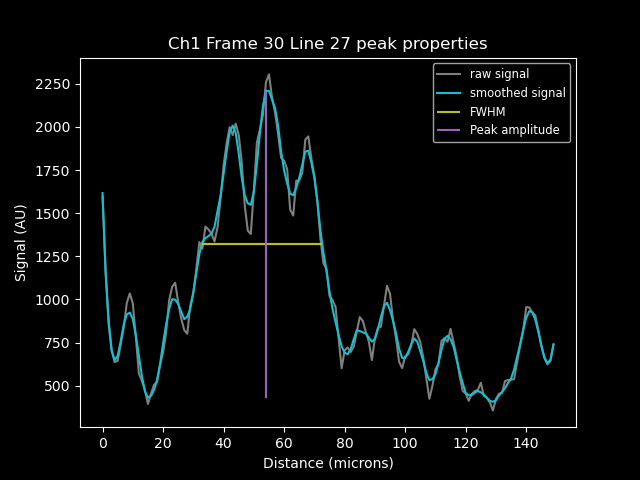 Ch1 Frame 30 Line 27 peak properties
raw signal
smoothed signal
FWHM
Peak amplitude
Signal (AU)
2250
2000
1750
1500
1250
1000
750
500
0 20 40 60 80 100 120 140
Distance (microns)